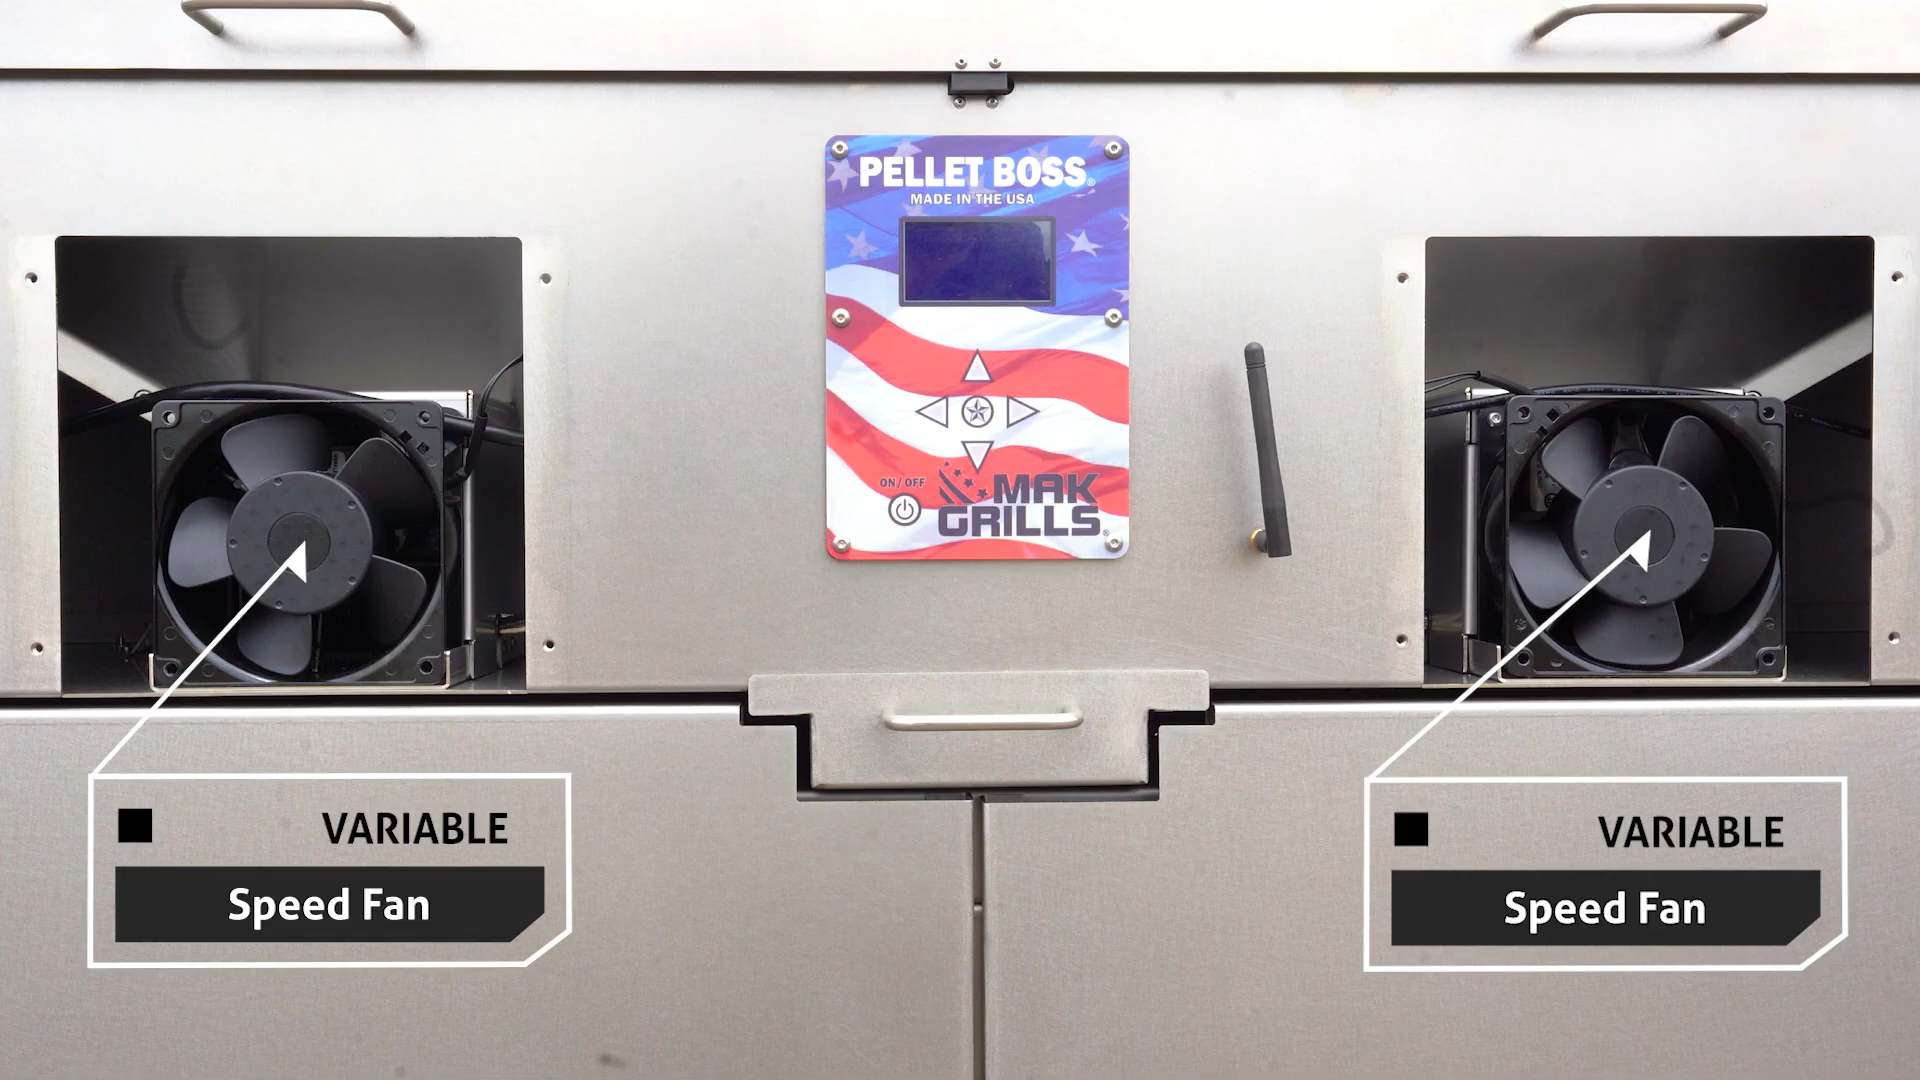 PELLET BOSS®
MADE IN THE USA
ON / OFF
MAK
GRILLS®
VARIABLE
Speed Fan
VARIABLE
Speed Fan